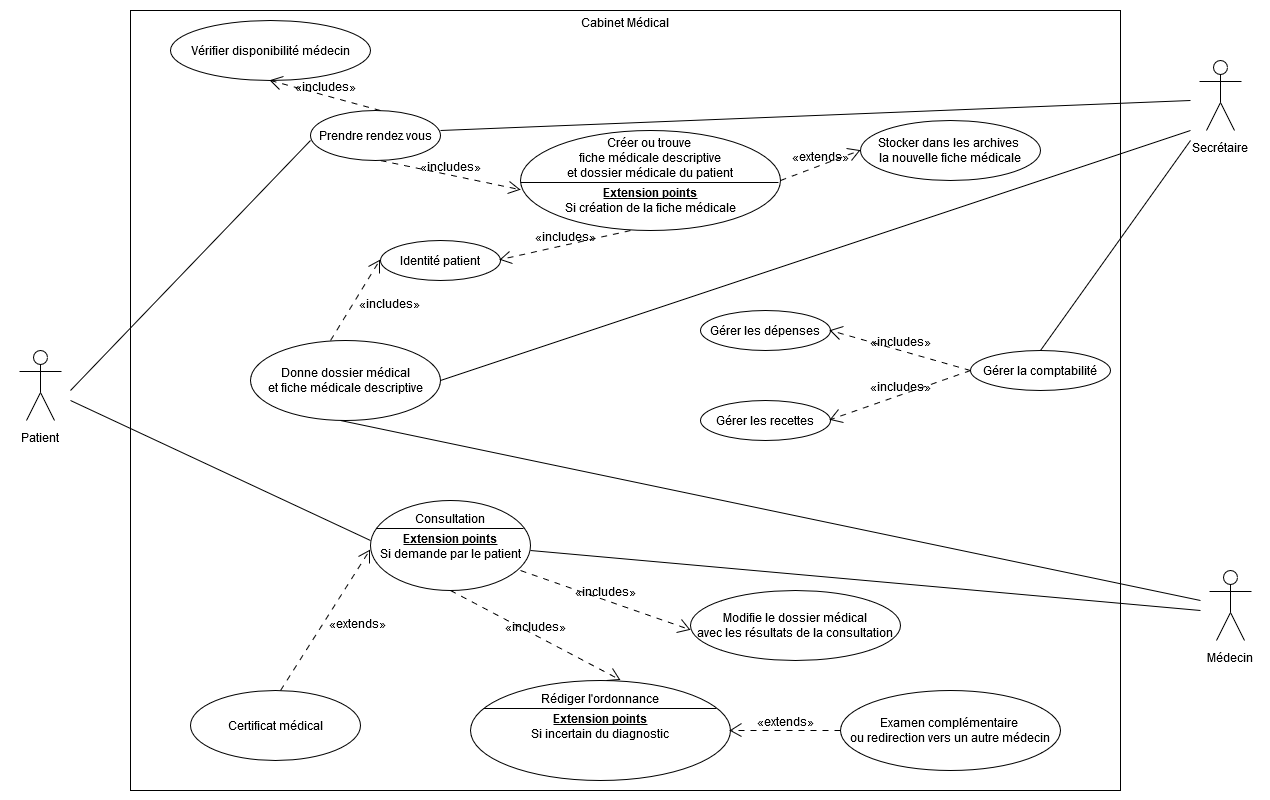 Cabinet Médical
Vérifier disponibilité médecin
«includes»
Prendre rendez vous
«includes»
Créer ou trouve
fiche médicale descriptive
et dossier médicale du patient
Extension points
Si création de la fiche médicale
«extends»
Stocker dans les archives
la nouvelle fiche médicale
Secrétaire
«includes»
Identité patient
«includes»
Donne dossier médical
et fiche médicale descriptive
Gérer les dépenses
«includes»
Gérer la comptabilité
«includes»
Gérer les recettes
Patient
Consultation
Extension points
Si demande par le patient
«includes»
Modifie le dossier médical
avec les résultats de la consultation
«includes»
«extends»
Médecin
Certificat médical
Rédiger l'ordonnance
Extension points
Si incertain du diagnostic
«extends»
Examen complémentaire
ou redirection vers un autre médecin